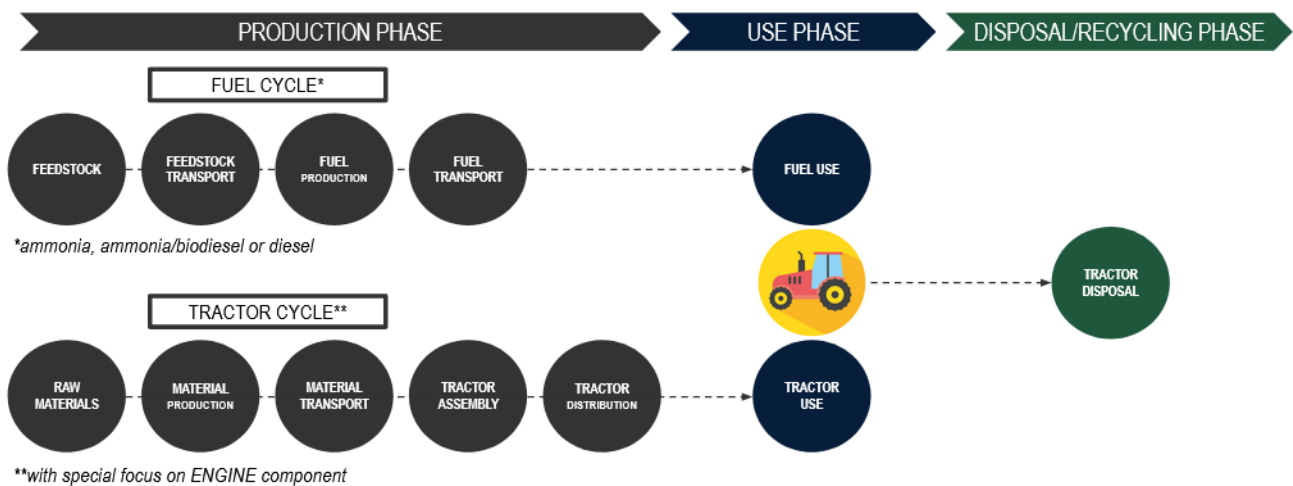 PRODUCTION PHASE
USE PHASE
DISPOSAL/RECYCLING PHASE
FUEL CYCLE*
FEEDSTOCK
FEEDSTOCK
TRANSPORT
FUEL
PRODUCTION
FUEL
TRANSPORT
FUEL USE
*ammonia, ammonia/biodiesel or diesel
TRACTOR
DISPOSAL
TRACTOR CYCLE**
RAW
MATERIALS
MATERIAL
PRODUCTION
MATERIAL
TRANSPORT
TRACTOR
ASSEMBLY
TRACTOR
DISTRIBUTION
TRACTOR
USE
**with special focus on ENGINE component